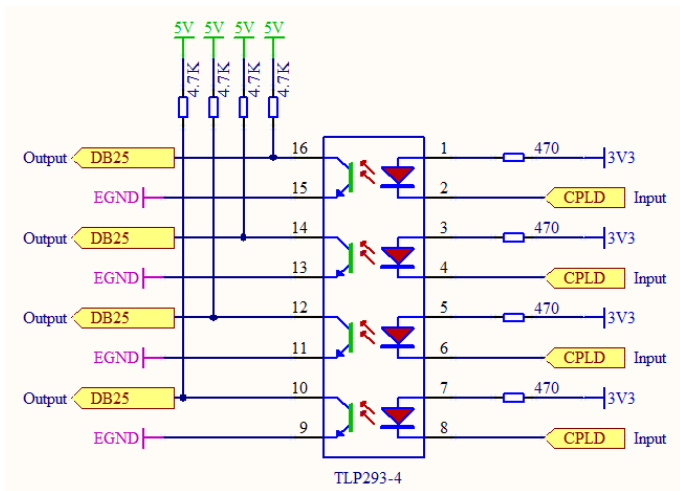 5V 5V 5V 5V
4.7K 4.7K 4.7K 4.7K
Output DB25 16 1 470 3V3
EGND 15 2 CPLD Input
Output DB25 14 3 470 3V3
EGND 13 4 CPLD Input
Output DB25 12 5 470 3V3
EGND 11 6 CPLD Input
Output DB25 10 7 470 3V3
EGND 9 8 CPLD Input
TLP293-4